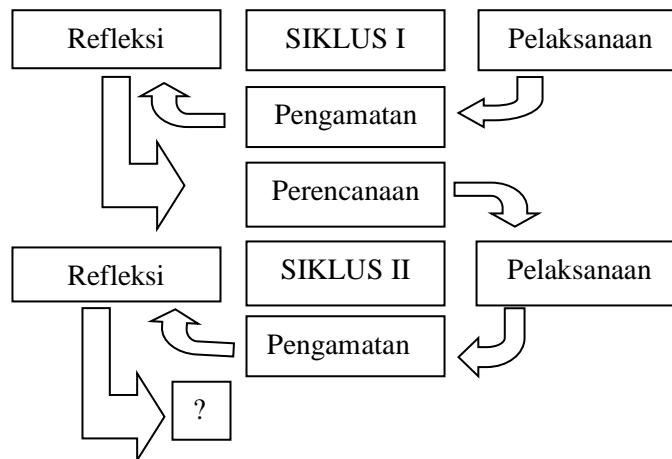 Refleksi
SIKLUS I
Pelaksanaan
Pengamatan
Perencanaan
Refleksi
SIKLUS II
Pelaksanaan
Pengamatan
?